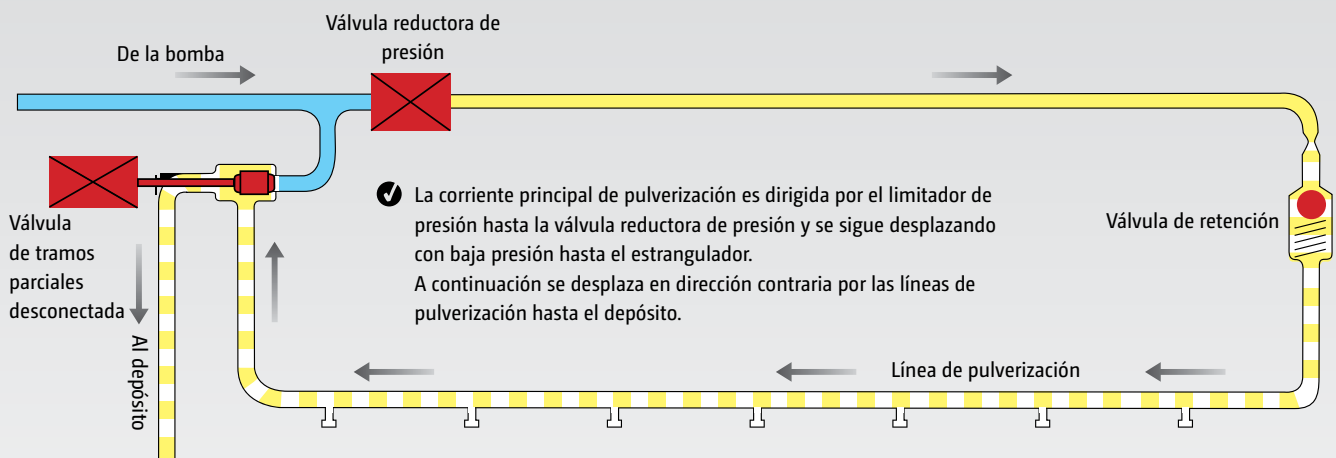 Válvula reductora de
presión
De la bomba
Válvula
de tramos
parciales
desconectada
Al depósito
La corriente principal de pulverización es dirigida por el limitador de
presión hasta la válvula reductora de presión y se sigue desplazando
con baja presión hasta el estrangulador.
A continuación se desplaza en dirección contraria por las líneas de
pulverización hasta el depósito.
Válvula de retención
Línea de pulverización